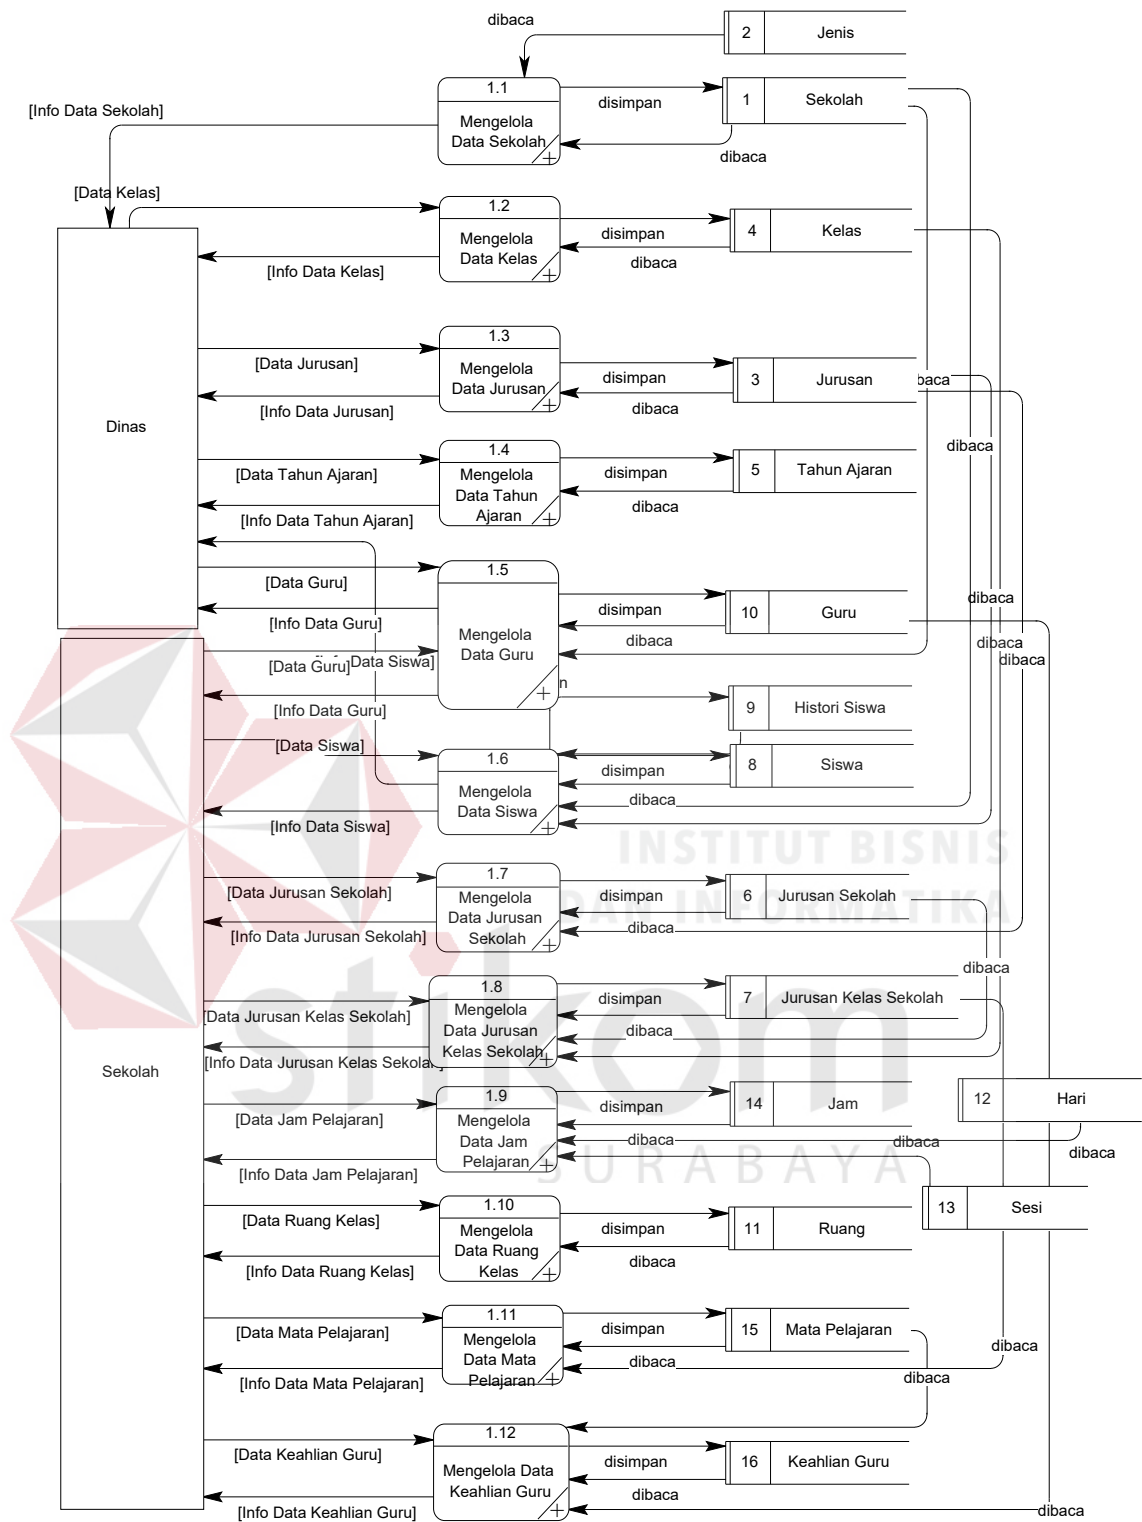 dibaca
2 Jenis
1.1
Mengelola
Data Sekolah
disimpan
1 Sekolah
dibaca
[Info Data Sekolah]
[Data Kelas]
1.2
Mengelola
Data Kelas
disimpan
4 Kelas
dibaca
[Info Data Kelas]
Dinas
[Data Jurusan]
1.3
Mengelola
Data Jurusan
disimpan
3 Jurusan
dibaca
[Info Data Jurusan]
dibaca
dibaca
[Data Tahun Ajaran]
1.4
Mengelola
Data Tahun
Ajaran
disimpan
5 Tahun Ajaran
dibaca
[Info Data Tahun Ajaran]
[Data Guru]
1.5
Mengelola
Data Guru
disimpan
10 Guru
dibaca
[Info Data Guru]
dibaca
dibaca
dibaca
[Data Guru]
Data Siswa]
[Info Data Guru]
n
9 Histori Siswa
[Data Siswa]
1.6
Mengelola
Data Siswa
disimpan
8 Siswa
dibaca
[Info Data Siswa]
INSTITUT BISNIS
DAN INFORMATIKA
stikom
SURABAYA
[Data Jurusan Sekolah]
1.7
Mengelola
Data Jurusan
Sekolah
disimpan
6 Jurusan Sekolah
dibaca
[Info Data Jurusan Sekolah]
dibaca
[Data Jurusan Kelas Sekolah]
1.8
Mengelola
Data Jurusan
Kelas Sekolah
disimpan
7 Jurusan Kelas Sekolah
dibaca
[Info Data Jurusan Kelas Sekolah]
Sekolah
[Data Jam Pelajaran]
1.9
Mengelola
Data Jam
Pelajaran
disimpan
14 Jam
dibaca
dibaca
12 Hari
dibaca
[Info Data Jam Pelajaran]
13 Sesi
[Data Ruang Kelas]
1.10
Mengelola
Data Ruang
Kelas
disimpan
11 Ruang
dibaca
[Info Data Ruang Kelas]
[Data Mata Pelajaran]
1.11
Mengelola
Data Mata
Pelajaran
disimpan
15 Mata Pelajaran
dibaca
dibaca
dibaca
[Info Data Mata Pelajaran]
[Data Keahlian Guru]
1.12
Mengelola Data
Keahlian Guru
disimpan
16 Keahlian Guru
dibaca
dibaca
[Info Data Keahlian Guru]